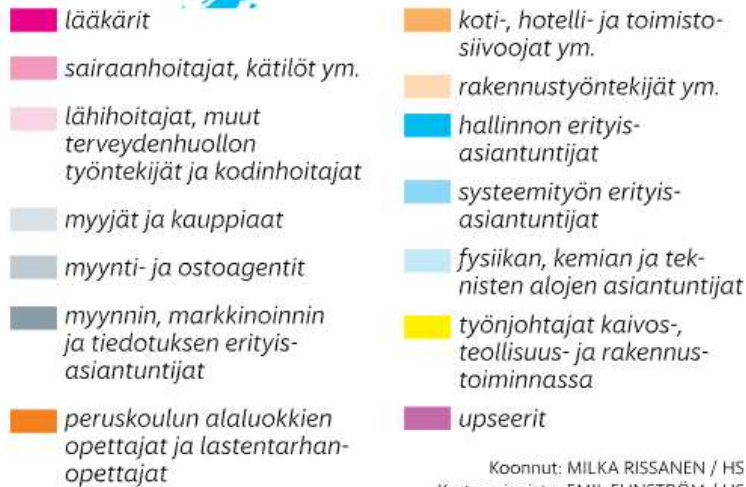 lääkärit
sairaanhoitajat, kätilöt ym.
lähihoitajat, muut
terveydenhuollon
työntekijät ja kodinhoitajat
myyjät ja kauppiaat
myynti- ja ostoagentit
myynnin, markkinoinnin
ja tiedotuksen erityis-
asiantuntijat
peruskoulun alaluokkien
opettajat ja lastentarhan-
opettajat
koti-, hotelli- ja toimisto-
siivoojat ym.
rakennustyöntekijät ym.
hallinnon erityis-
asiantuntijat
systeemityön erityis-
asiantuntijat
fysiikan, kemian ja tek-
nisten alojen asiantuntijat
työnjohtajat kaivos-,
teollisuus- ja rakennus-
toiminnassa
upseerit
Koonnut: MILKA RISSANEN / HS